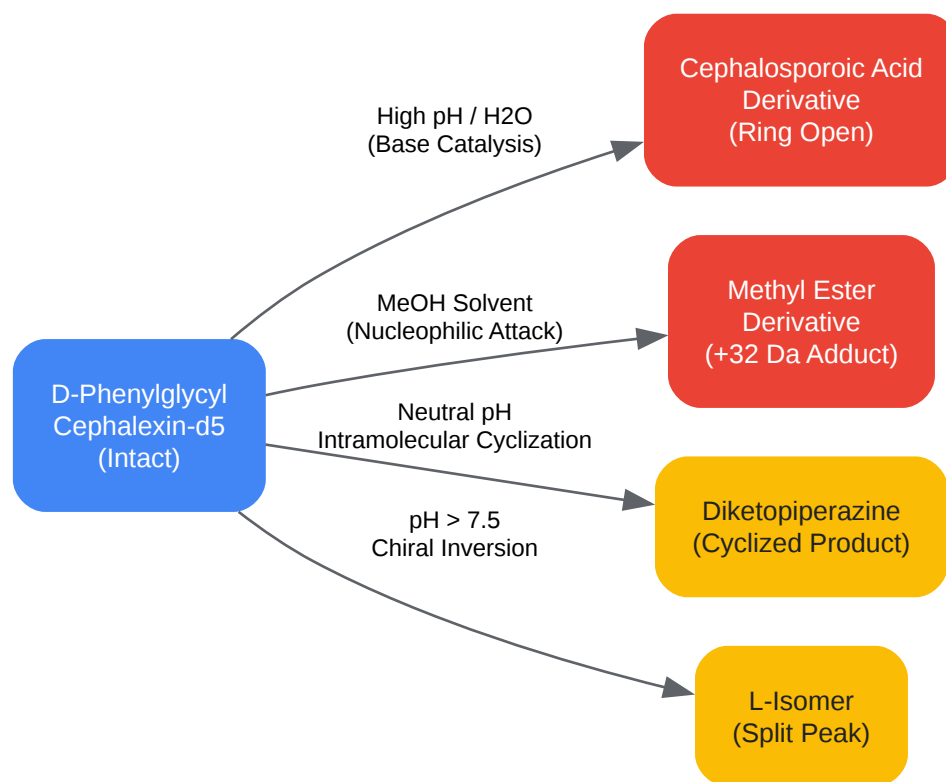 Cephalosporoic Acid
Derivative
(Ring Open)
High pH / H2O
(Base Catalysis)
MeOH Solvent
(Nucleophilic Attack)
Methyl Ester
Derivative
(+32 Da Adduct)
D-Phenylglycyl
Cephalexin-d5
(Intact)
Neutral pH
Intramolecular Cyclization
Diketopiperazine
(Cyclized Product)
pH > 7.5
Chiral Inversion
L-Isomer
(Split Peak)